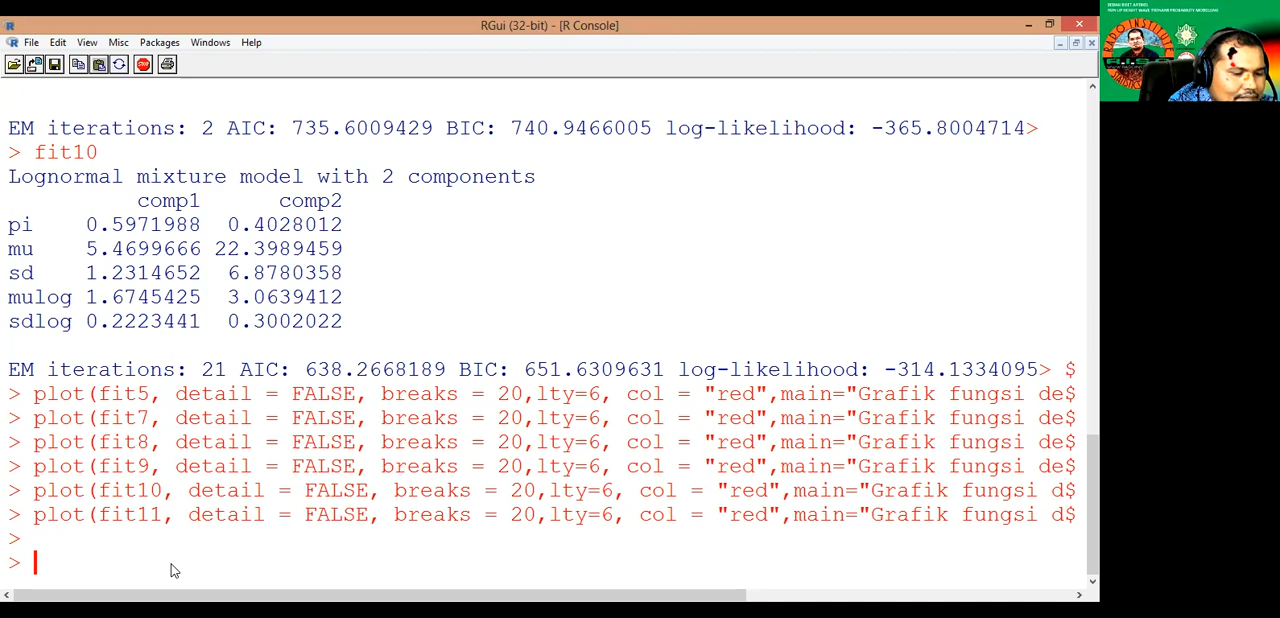 RGui (32-bit) - [R Console]
File Edit View Misc Packages Windows Help
STOP
EM iterations: 2 AIC: 735.6009429 BIC: 740.9466005 log-likelihood: -365.8004714>
> fit10
Lognormal mixture model with 2 components
comp1 comp2
pi 0.5971988 0.4028012
mu 5.4699666 22.3989459
sd 1.2314652 6.8780358
mulog 1.6745425 3.0639412
sdlog 0.2223441 0.3002022
EM iterations: 21 AIC: 638.2668189 BIC: 651.6309631 log-likelihood: -314.1334095> $
> plot(fit5, detail = FALSE, breaks = 20,lty=6, col = "red",main="Grafik fungsi de$
> plot(fit7, detail = FALSE, breaks = 20,lty=6, col = "red",main="Grafik fungsi de$
> plot(fit8, detail = FALSE, breaks = 20,lty=6, col = "red",main="Grafik fungsi de$
> plot(fit9, detail = FALSE, breaks = 20,lty=6, col = "red",main="Grafik fungsi de$
> plot(fit10, detail = FALSE, breaks = 20,lty=6, col = "red",main="Grafik fungsi d$
> plot(fit11, detail = FALSE, breaks = 20,lty=6, col = "red",main="Grafik fungsi d$
>
>